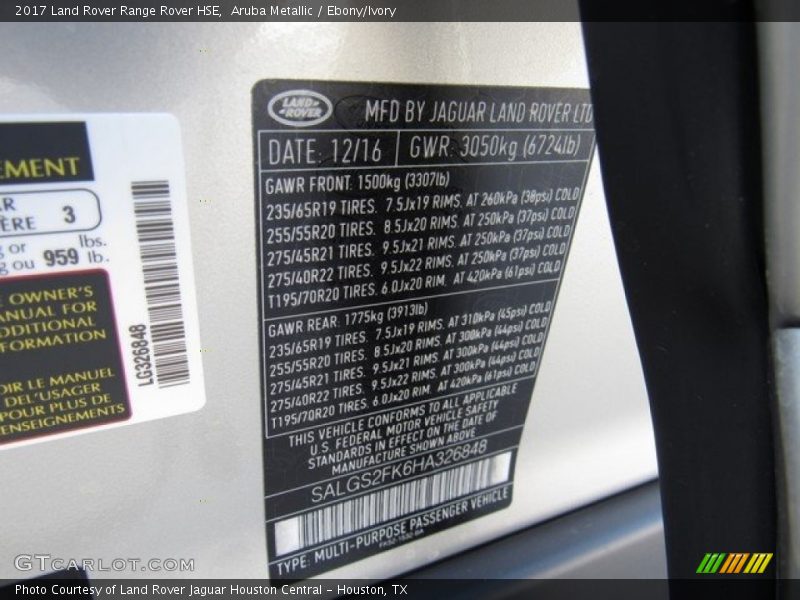 2017 Land Rover Range Rover HSE, Aruba Metallic / Ebony/Ivory
EMENT
AR
ÈRE 3
g or lbs.
g ou 959 lb.
E OWNER'S
ANUAL FOR
DDITIONAL
FORMATION
OIR LE MANUEL
DE L'USAGER
POUR PLUS DE
ENSEIGNEMENTS
LG326848
LAND-
-ROVER
MFD BY JAGUAR LAND ROVER LTD
DATE: 12/16 GWR: 3050kg (6724lb)
GAWR FRONT: 1500kg (3307lb)
235/65R19 TIRES. 7.5Jx19 RIMS. AT 260kPa (38psi) COLD
255/55R20 TIRES. 8.5Jx20 RIMS. AT 250kPa (37psi) COLD
275/45R21 TIRES. 9.5Jx21 RIMS. AT 250kPa (37psi) COLD
275/40R22 TIRES. 9.5Jx22 RIMS. AT 250kPa (37psi) COLD
T195/70R20 TIRES. 6.0Jx20 RIM. AT 420kPa (61psi) COLD
GAWR REAR: 1775kg (3913lb)
235/65R19 TIRES. 7.5Jx19 RIMS. AT 310kPa (45psi) COLD
255/55R20 TIRES. 8.5Jx20 RIMS. AT 300kPa (44psi) COLD
275/45R21 TIRES. 9.5Jx21 RIMS. AT 300kPa (44psi) COLD
275/40R22 TIRES. 9.5Jx22 RIMS. AT 300kPa (44psi) COLD
T195/70R20 TIRES. 6.0Jx20 RIM. AT 420kPa (61psi) COLD
THIS VEHICLE CONFORMS TO ALL APPLICABLE
U.S. FEDERAL MOTOR VEHICLE SAFETY
STANDARDS IN EFFECT ON THE DATE OF
MANUFACTURE SHOWN ABOVE
SALGS2FK6HA326848
TYPE: MULTI-PURPOSE PASSENGER VEHICLE
GTCARLOT.COM
Photo Courtesy of Land Rover Jaguar Houston Central – Houston, TX